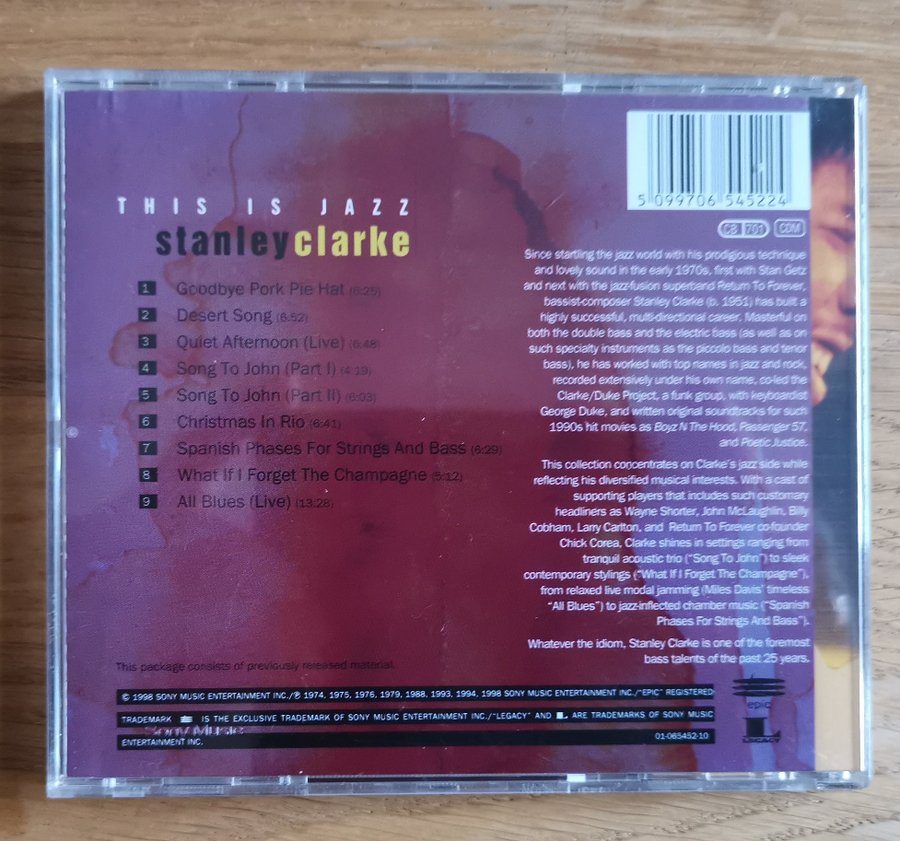 5 099706 545224
CB 701 CDM
THIS IS JAZZ
stanleyclarke
1 Goodbye Pork Pie Hat (6:25)
2 Desert Song (6:52)
3 Quiet Afternoon (Live) (6:48)
4 Song To John (Part I) (4:19)
5 Song To John (Part II) (6:03)
6 Christmas In Rio (6:41)
7 Spanish Phases For Strings And Bass (6:29)
8 What If I Forget The Champagne (5:12)
9 All Blues (Live) (13:28)
Since startling the jazz world with his prodigious technique
and lovely sound in the early 1970s, first with Stan Getz
and next with the jazz-fusion superband Return To Forever,
bassist-composer Stanley Clarke (b. 1951) has built a
highly successful, multi-directional career. Masterful on
both the double bass and the electric bass (as well as on
such specialty instruments as the piccolo bass and tenor
bass), he has worked with top names in jazz and rock,
recorded extensively under his own name, co-led the
Clarke/Duke Project, a funk group, with keyboardist
George Duke, and written original soundtracks for such
1990s hit movies as Boyz N The Hood, Passenger 57,
and Poetic Justice.
This collection concentrates on Clarke's jazz side while
reflecting his diversified musical interests. With a cast of
supporting players that includes such customary
headliners as Wayne Shorter, John McLaughlin, Billy
Cobham, Larry Carlton, and Return To Forever co-founder
Chick Corea, Clarke shines in settings ranging from
tranquil acoustic trio ("Song To John") to sleek
contemporary stylings ("What If I Forget The Champagne"),
from relaxed live modal jamming (Miles Davis' timeless
"All Blues") to jazz-inflected chamber music ("Spanish
Phases For Strings And Bass").
Whatever the idiom, Stanley Clarke is one of the foremost
bass talents of the past 25 years.
This package consists of previously released material.
© 1998 SONY MUSIC ENTERTAINMENT INC./℗ 1974, 1975, 1976, 1979, 1988, 1993, 1994, 1998 SONY MUSIC ENTERTAINMENT INC./"EPIC" REGISTERED
TRADEMARK IS THE EXCLUSIVE TRADEMARK OF SONY MUSIC ENTERTAINMENT INC./"LEGACY" AND L ARE TRADEMARKS OF SONY MUSIC
ENTERTAINMENT INC. 01-065452-10
Sony Music
epic
L
LEGACY